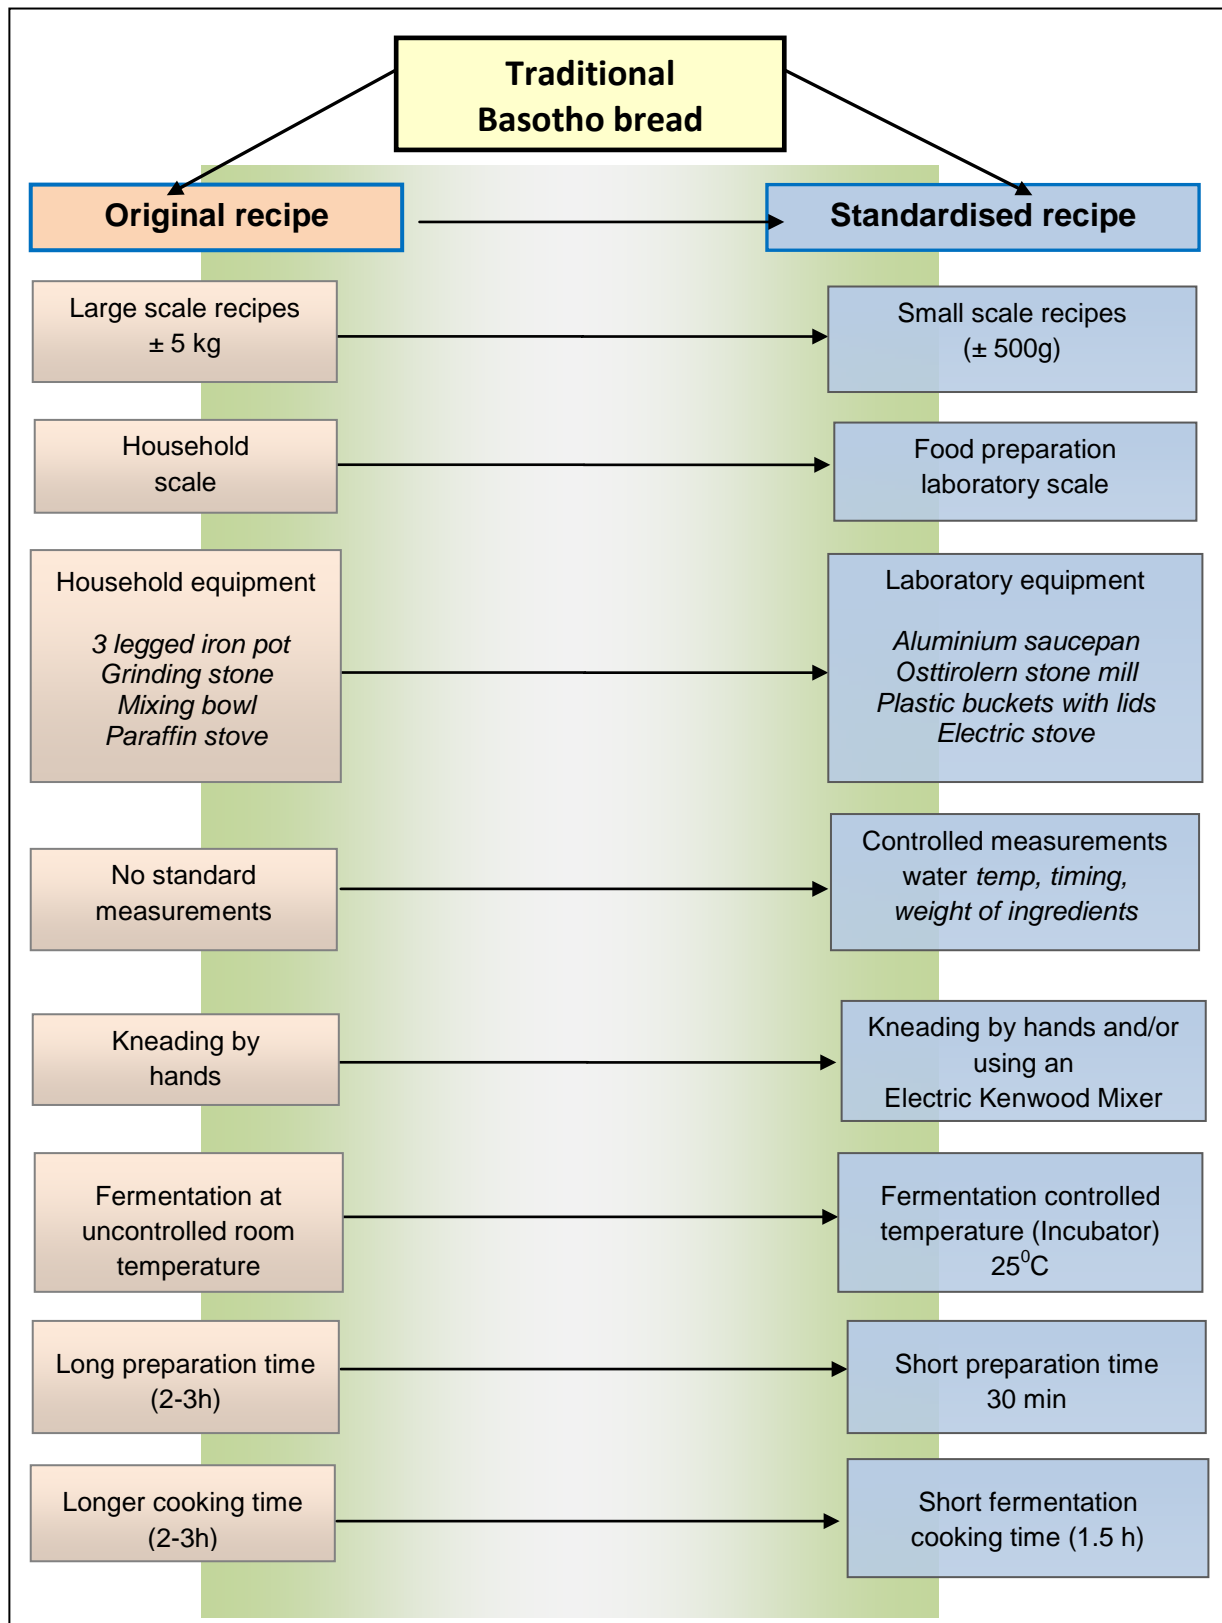 Traditional
Basotho bread
Original recipe
Standardised recipe
Large scale recipes
± 5 kg
Small scale recipes
(± 500g)
Household
scale
Food preparation
laboratory scale
Household equipment
3 legged iron pot
Grinding stone
Mixing bowl
Paraffin stove
Laboratory equipment
Aluminium saucepan
Osttirolern stone mill
Plastic buckets with lids
Electric stove
No standard
measurements
Controlled measurements
water temp, timing,
weight of ingredients
Kneading by
hands
Kneading by hands and/or
using an
Electric Kenwood Mixer
Fermentation at
uncontrolled room
temperature
Fermentation controlled
temperature (Incubator)
25⁰C
Long preparation time
(2-3h)
Short preparation time
30 min
Longer cooking time
(2-3h)
Short fermentation
cooking time (1.5 h)